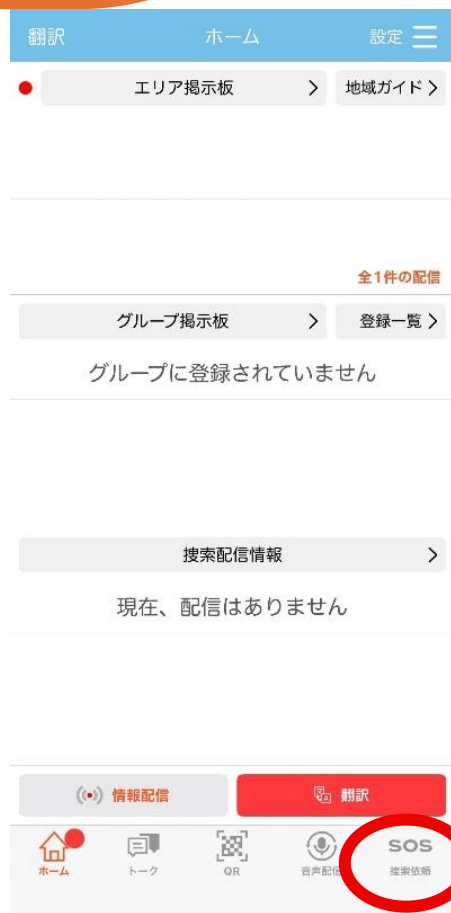 翻訳 ホーム 設定
エリア掲示板 > 地域ガイド >
全1件の配信
グループ掲示板 > 登録一覧 >
グループに登録されていません
捜索配信情報 >
現在、配信はありません
情報配信 翻訳
ホーム トーク QR 音声配信 SOS
捜索依頼